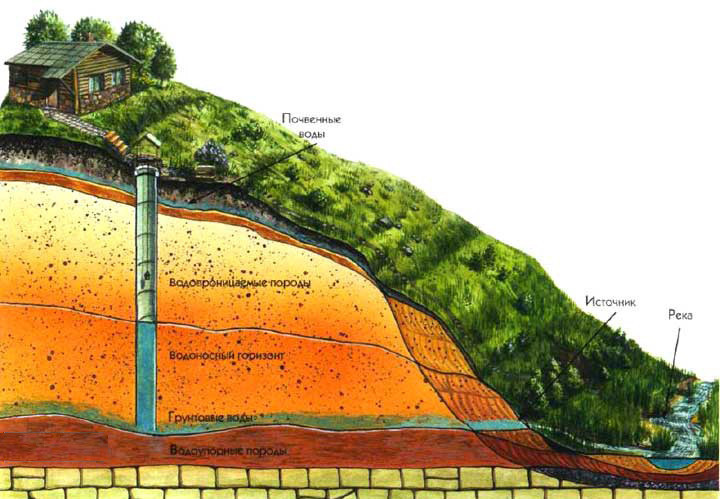 Почвенные
воды
Водопроницаемые породы
Источник
Река
Водоносный горизонт
Грунтовые воды
Водоупорные породы